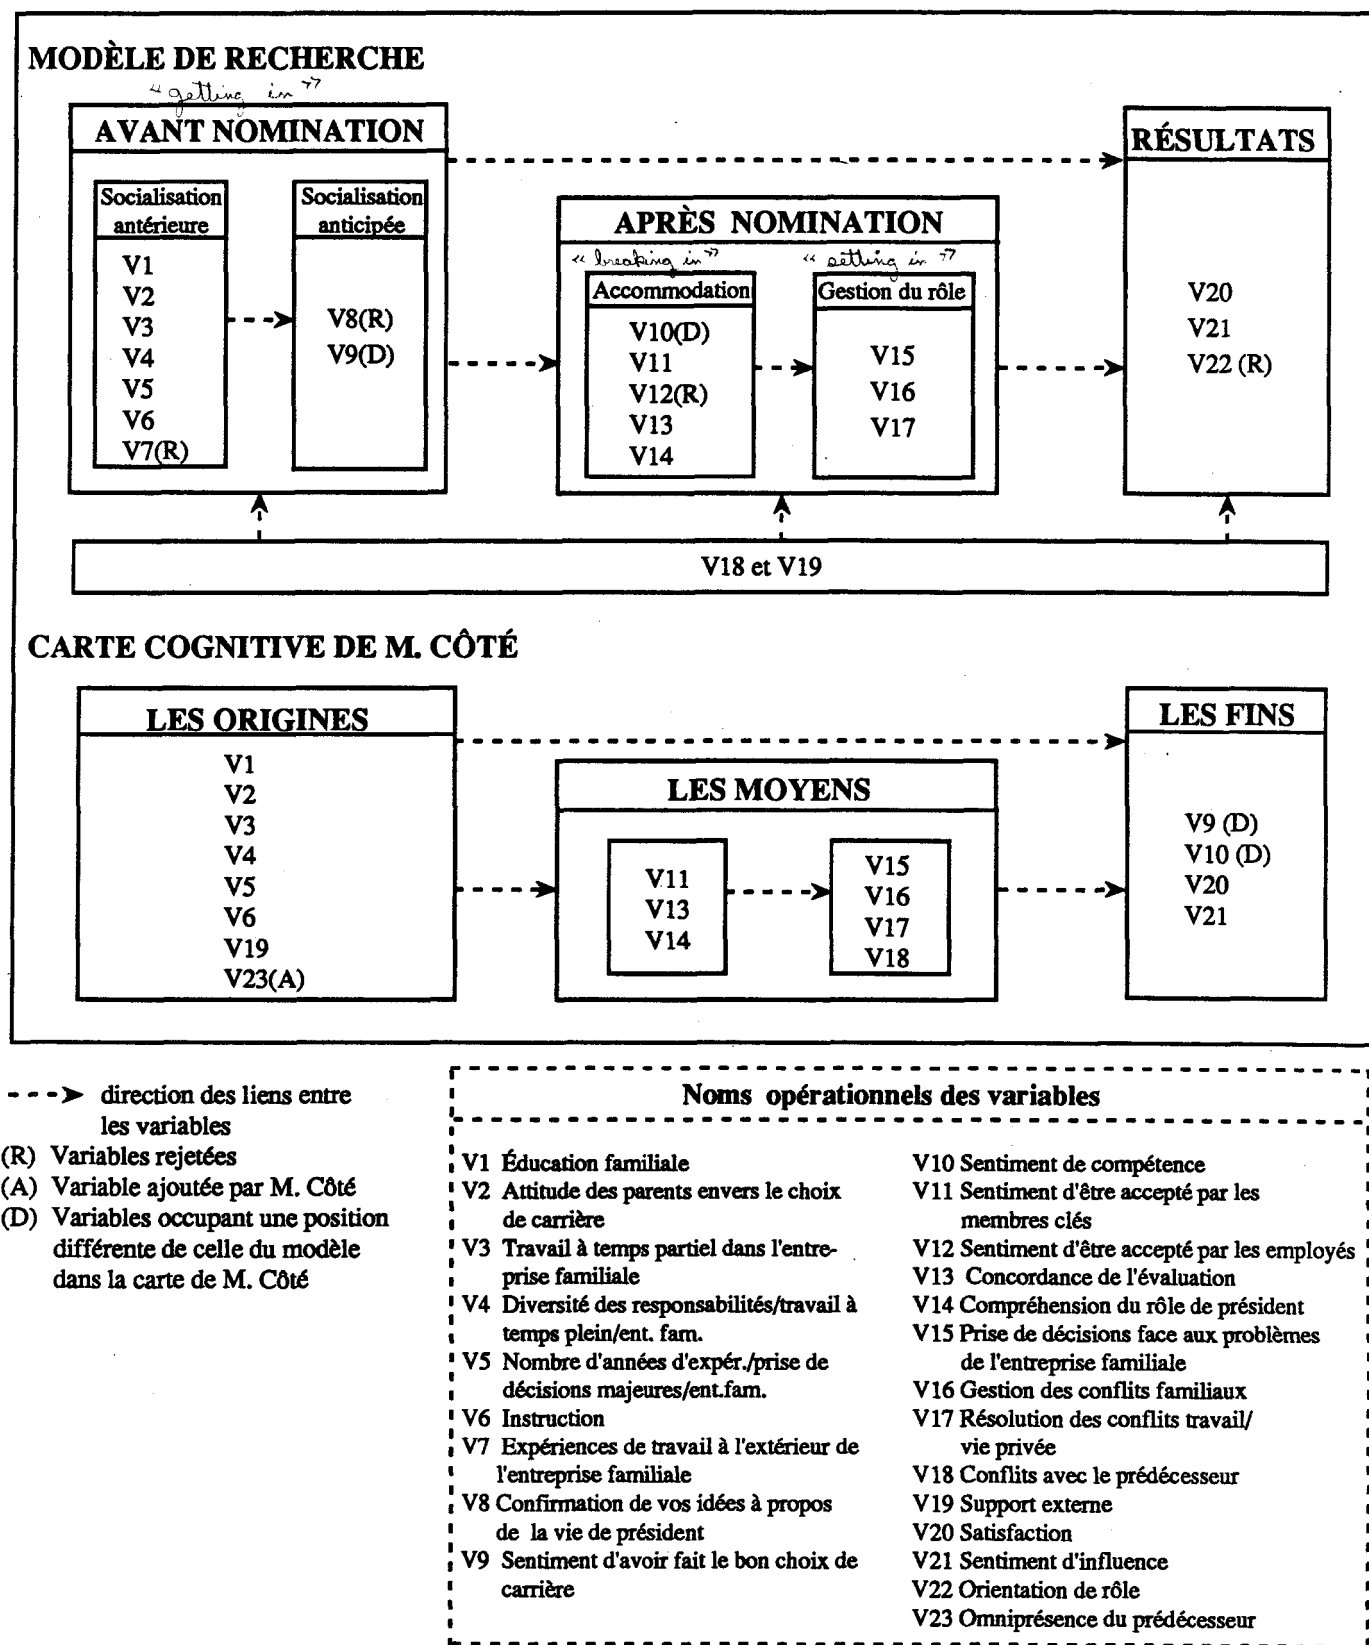 MODÈLE DE RECHERCHE
“ getting in ”
AVANT NOMINATION
RÉSULTATS
Socialisation
antérieure
V1
V2
V3
V4
V5
V6
V7(R)
Socialisation
anticipée
V8(R)
V9(D)
APRÈS NOMINATION
“ breaking in ”
“ setting in ”
Accommodation
V10(D)
V11
V12(R)
V13
V14
Gestion du rôle
V15
V16
V17
V20
V21
V22 (R)
V18 et V19
CARTE COGNITIVE DE M. CÔTÉ
LES ORIGINES
V1
V2
V3
V4
V5
V6
V19
V23(A)
LES MOYENS
V11
V13
V14
V15
V16
V17
V18
LES FINS
V9 (D)
V10 (D)
V20
V21
direction des liens entre
les variables
(R) Variables rejetées
(A) Variable ajoutée par M. Côté
(D) Variables occupant une position
différente de celle du modèle
dans la carte de M. Côté
Noms opérationnels des variables
V1 Éducation familiale
V2 Attitude des parents envers le choix
de carrière
V3 Travail à temps partiel dans l'entre-
prise familiale
V4 Diversité des responsabilités/travail à
temps plein/ent. fam.
V5 Nombre d'années d'expér./prise de
décisions majeures/ent.fam.
V6 Instruction
V7 Expériences de travail à l'extérieur de
l'entreprise familiale
V8 Confirmation de vos idées à propos
de la vie de président
V9 Sentiment d'avoir fait le bon choix de
carrière
V10 Sentiment de compétence
V11 Sentiment d'être accepté par les
membres clés
V12 Sentiment d'être accepté par les employés
V13 Concordance de l'évaluation
V14 Compréhension du rôle de président
V15 Prise de décisions face aux problèmes
de l'entreprise familiale
V16 Gestion des conflits familiaux
V17 Résolution des conflits travail/
vie privée
V18 Conflits avec le prédécesseur
V19 Support externe
V20 Satisfaction
V21 Sentiment d'influence
V22 Orientation de rôle
V23 Omniprésence du prédécesseur